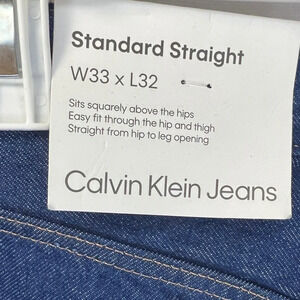 Standard Straight
W33 x L32
Sits squarely above the hips
Easy fit through the hip and thigh
Straight from hip to leg opening
Calvin Klein Jeans